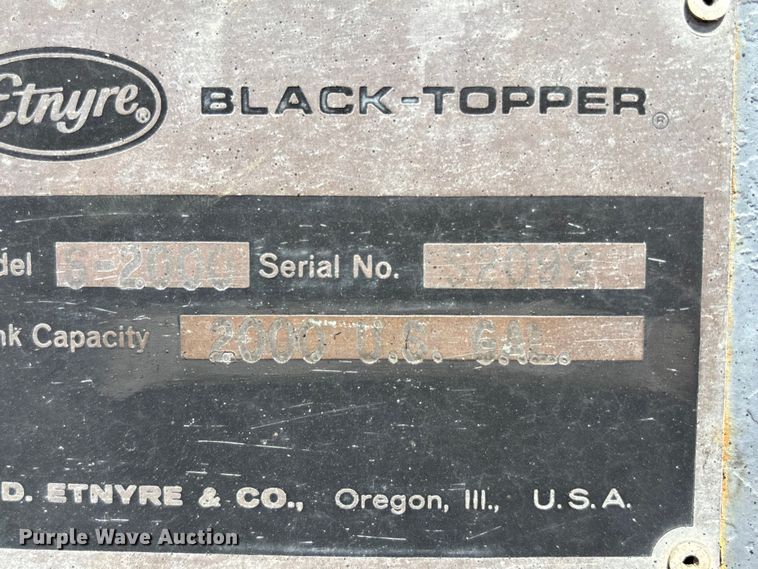 Etnyre® BLACK-TOPPER®
del Serial No.
nk Capacity 2000 U.S. GAL.
D. ETNYRE & CO., Oregon, Ill., U.S.A.
Purple Wave Auction